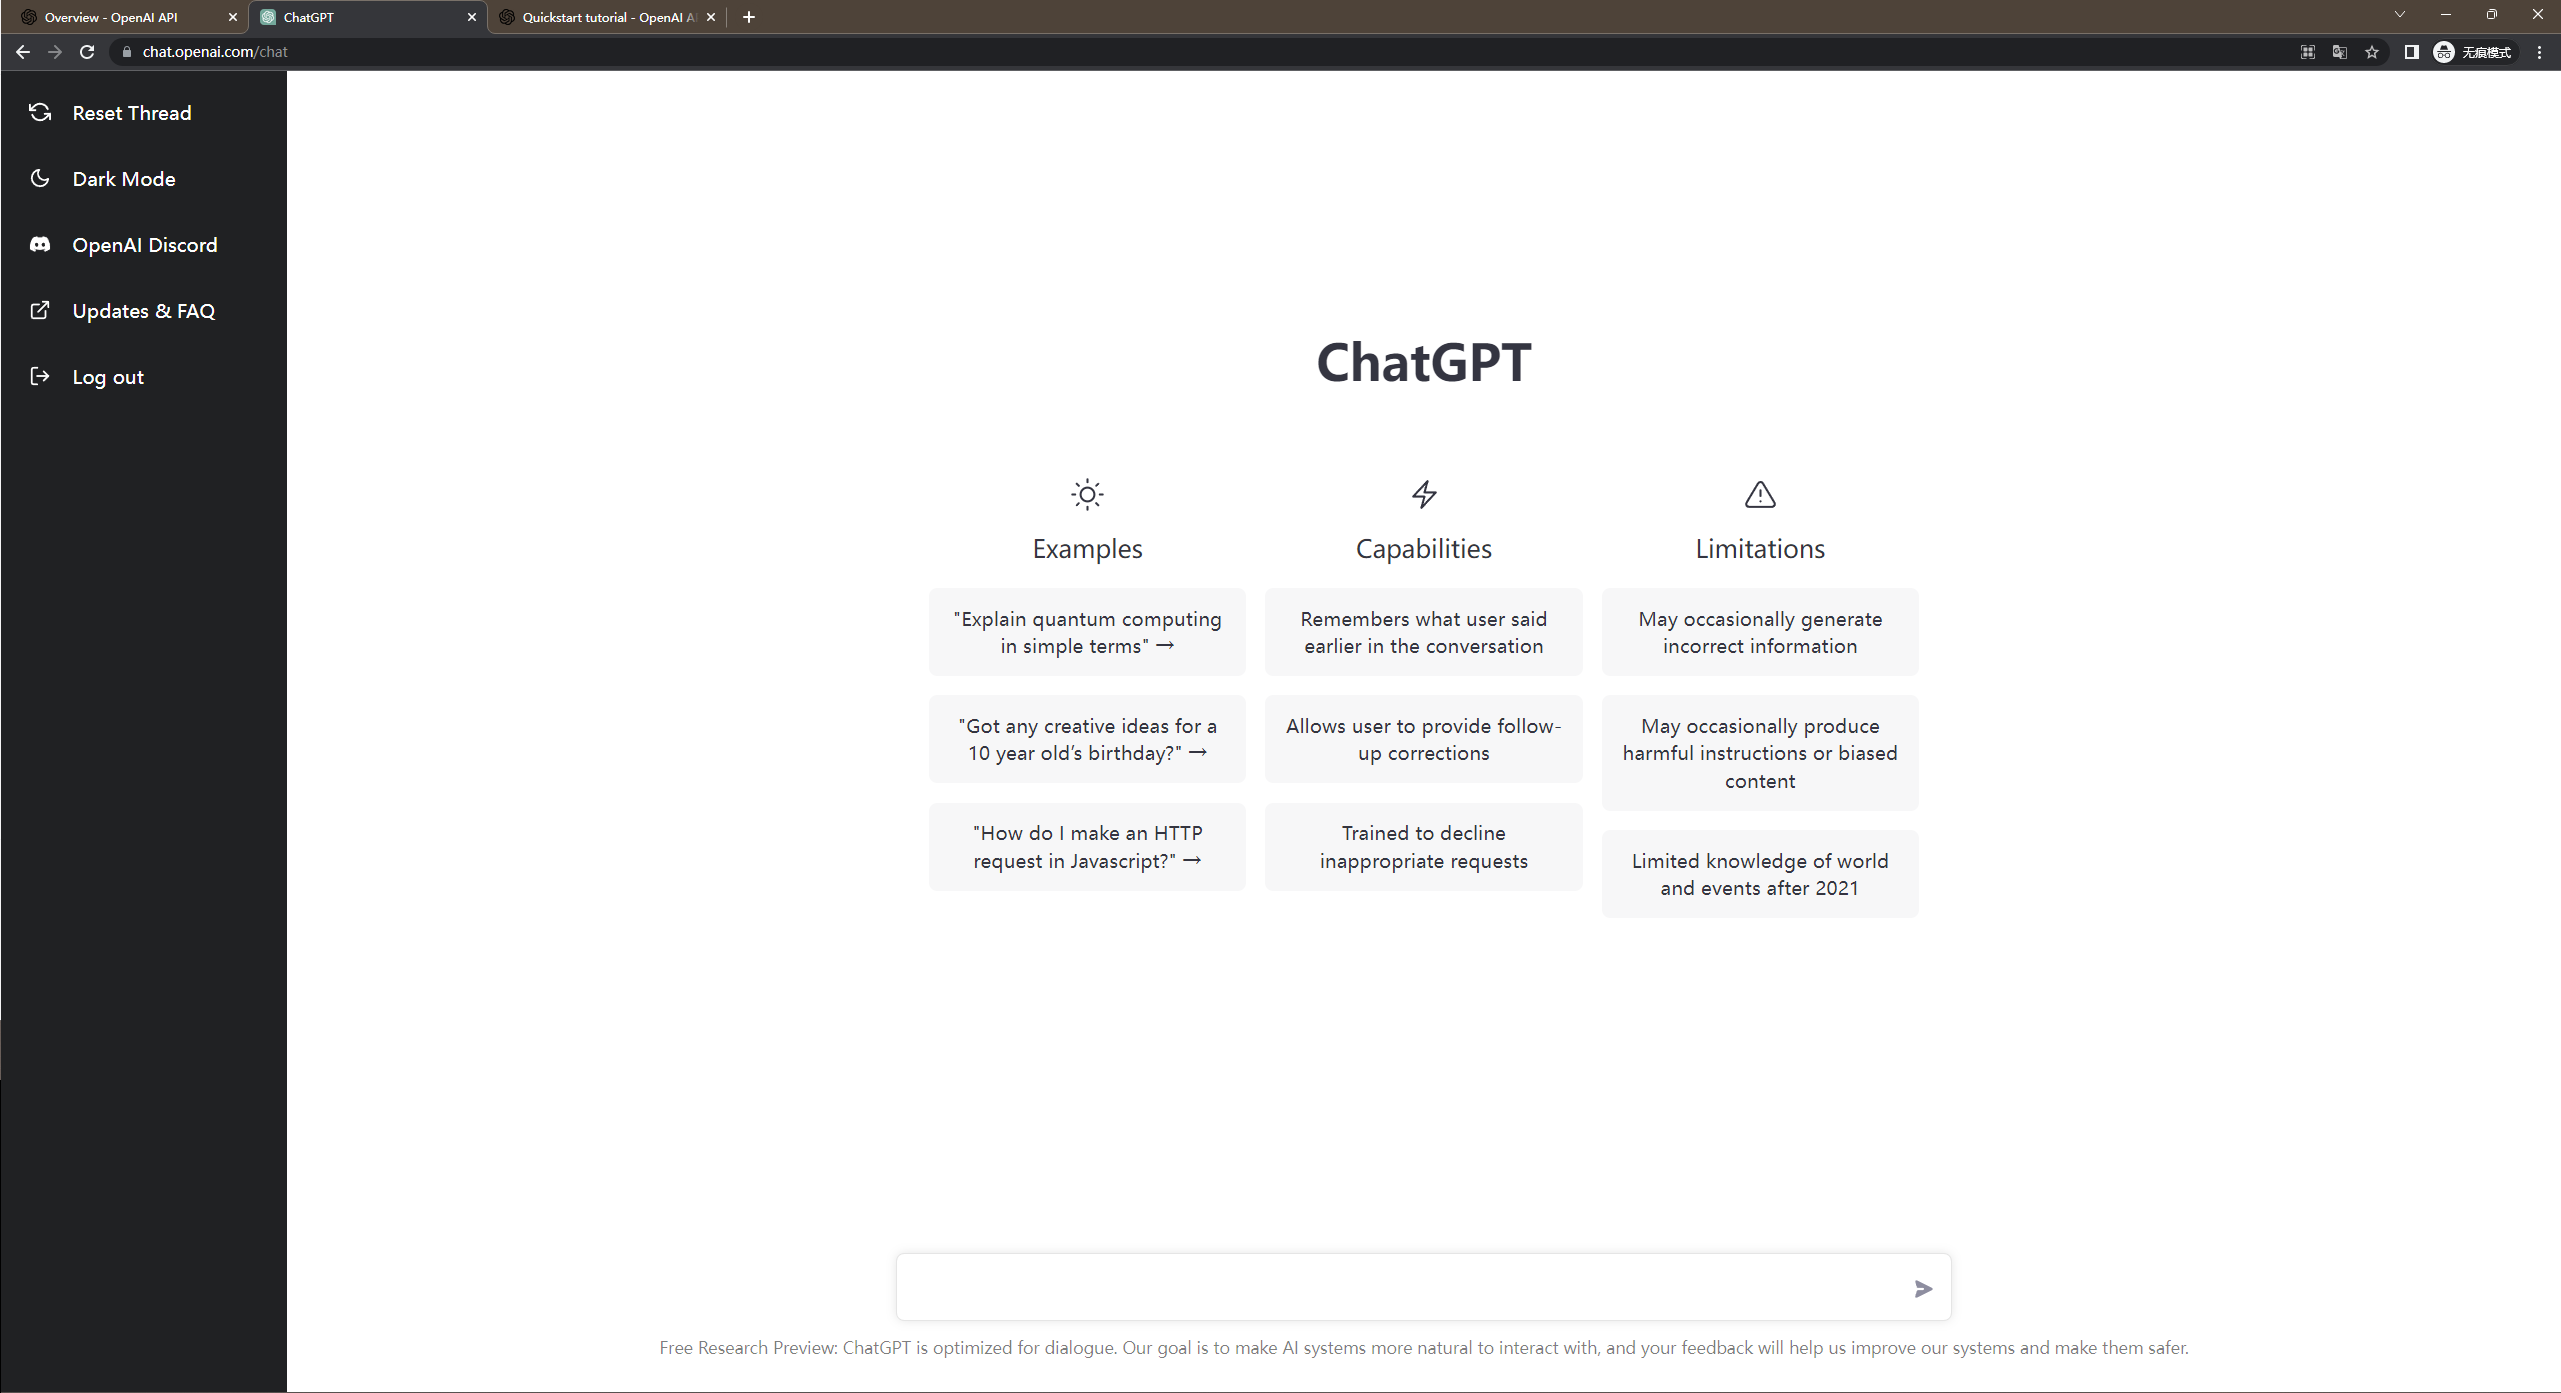 Overview - OpenAI API
ChatGPT
Quickstart tutorial - OpenAI A
chat.openai.com/chat
无痕模式
Reset Thread
Dark Mode
OpenAI Discord
Updates & FAQ
Log out
ChatGPT
Examples
"Explain quantum computing
in simple terms" →
"Got any creative ideas for a
10 year old’s birthday?" →
"How do I make an HTTP
request in Javascript?" →
Capabilities
Remembers what user said
earlier in the conversation
Allows user to provide follow-
up corrections
Trained to decline
inappropriate requests
Limitations
May occasionally generate
incorrect information
May occasionally produce
harmful instructions or biased
content
Limited knowledge of world
and events after 2021
Free Research Preview: ChatGPT is optimized for dialogue. Our goal is to make AI systems more natural to interact with, and your feedback will help us improve our systems and make them safer.